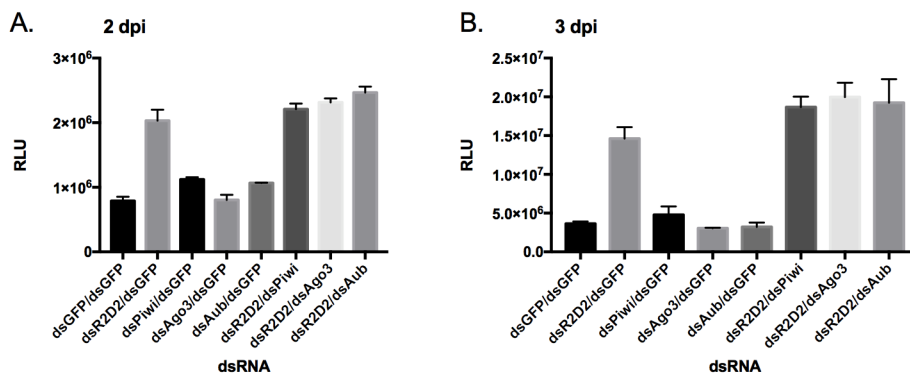 A.
2 dpi
3×10⁶
2×10⁶
1×10⁶
0
RLU
dsGFP/dsGFP
dsR2D2/dsGFP
dsPiwi/dsGFP
dsAgo3/dsGFP
dsAub/dsGFP
dsR2D2/dsPiwi
dsR2D2/dsAgo3
dsR2D2/dsAub
dsRNA
B.
3 dpi
2.5×10⁷
2.0×10⁷
1.5×10⁷
1.0×10⁷
5.0×10⁶
0.0
RLU
dsGFP/dsGFP
dsR2D2/dsGFP
dsPiwi/dsGFP
dsAgo3/dsGFP
dsAub/dsGFP
dsR2D2/dsPiwi
dsR2D2/dsAgo3
dsR2D2/dsAub
dsRNA